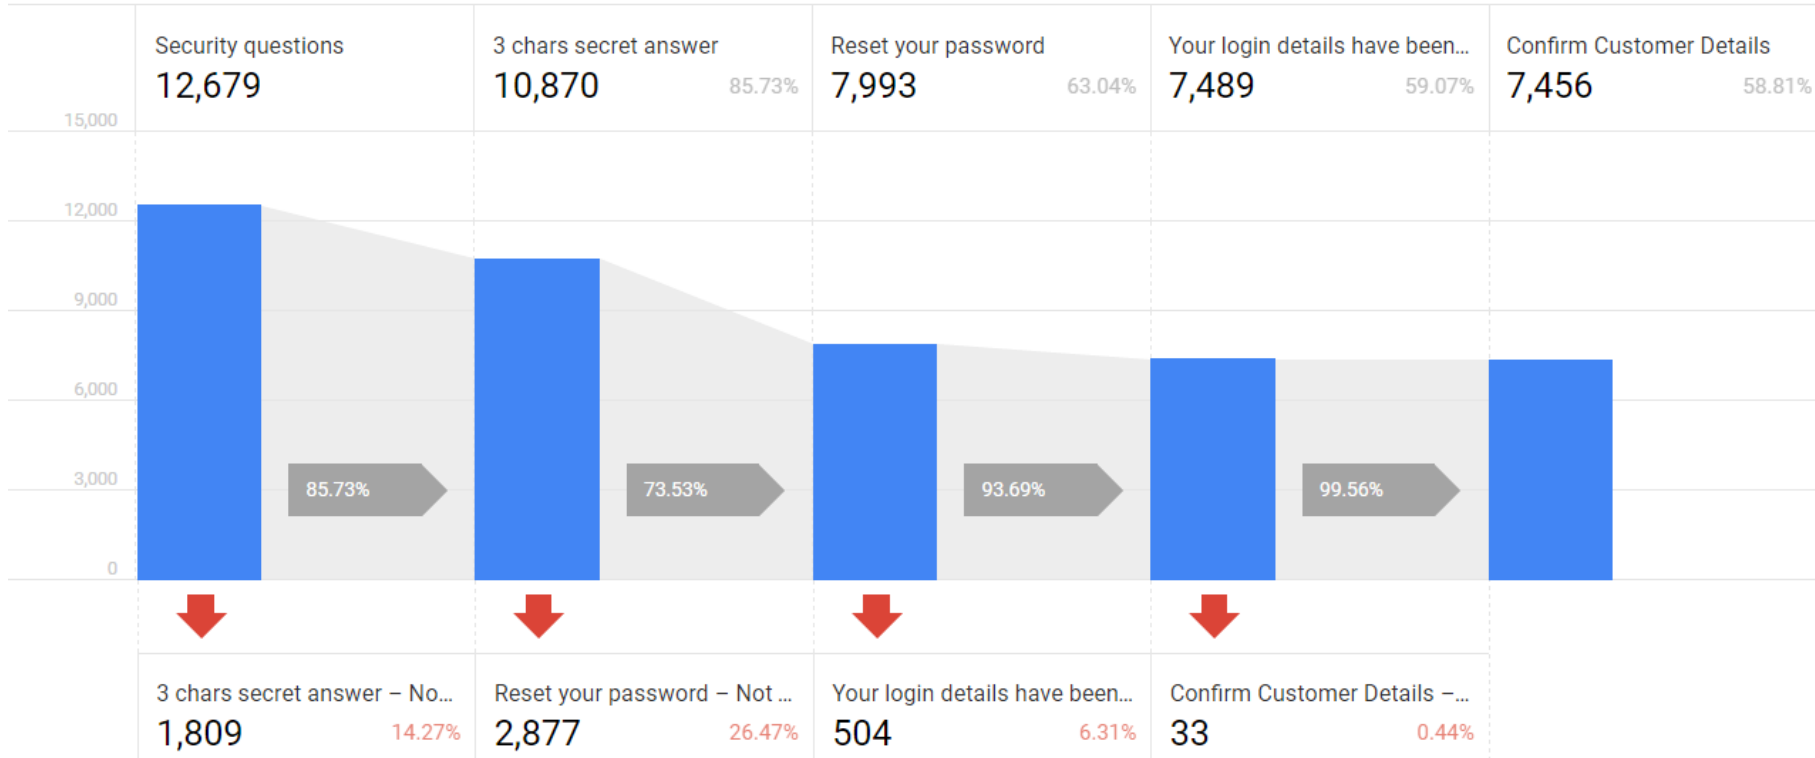 Security questions
12,679
3 chars secret answer
10,870 85.73%
Reset your password
7,993 63.04%
Your login details have been...
7,489 59.07%
Confirm Customer Details
7,456 58.81%
15,000
12,000
9,000
6,000
3,000
0
85.73%
73.53%
93.69%
99.56%
3 chars secret answer – No...
1,809 14.27%
Reset your password – Not ...
2,877 26.47%
Your login details have been...
504 6.31%
Confirm Customer Details –...
33 0.44%